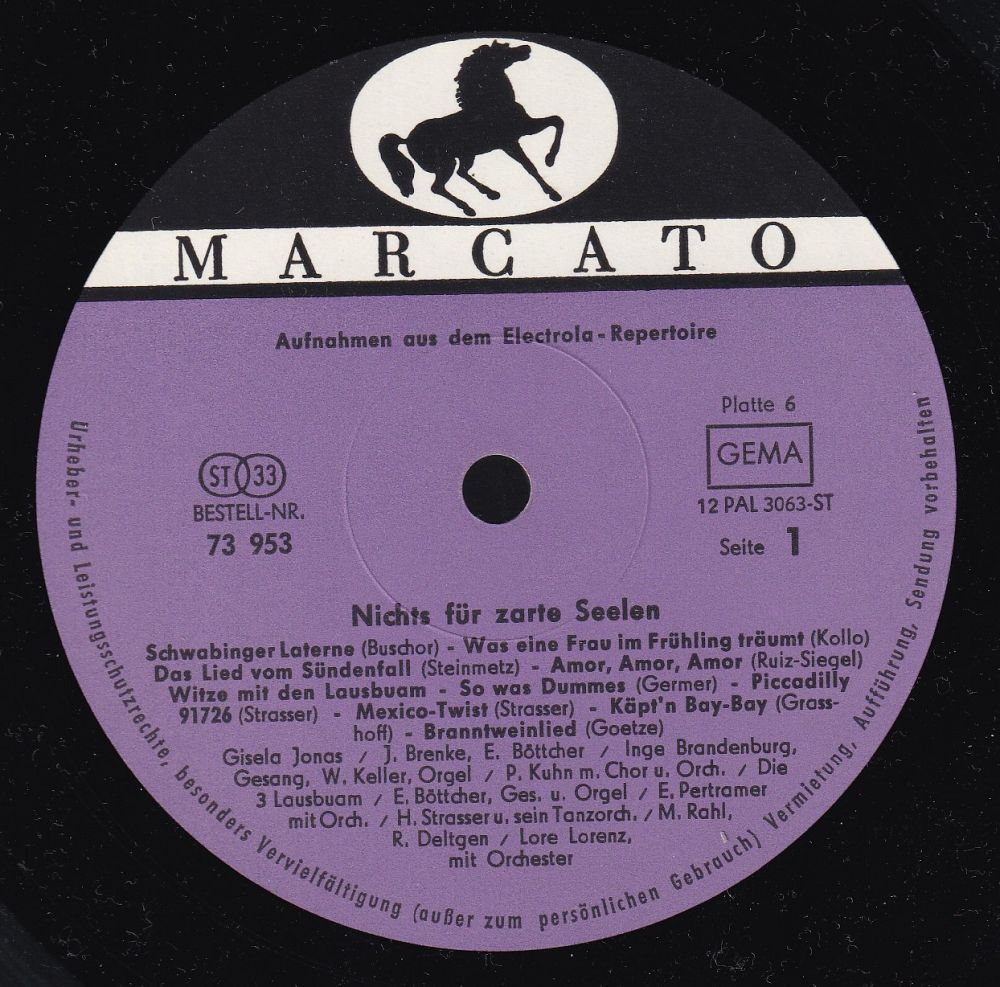 MARCATO
Aufnahmen aus dem Electrola-Repertoire
Platte 6
GEMA
12 PAL 3063-ST
Seite 1
ST 33
BESTELL-NR.
73 953
Nichts für zarte Seelen
Schwabinger Laterne (Buschor) - Was eine Frau im Frühling träumt (Kollo)
Das Lied vom Sündenfall (Steinmetz) - Amor, Amor, Amor (Ruiz-Siegel)
Witze mit den Lausbuam - So was Dummes (Germer) - Piccadilly
91726 (Strasser) - Mexico-Twist (Strasser) - Käpt'n Bay-Bay (Grass-
hoff) - Branntweinlied (Goetze)
Gisela Jonas / J. Brenke, E. Böttcher / Inge Brandenburg,
Gesang, W. Keller, Orgel / P. Kuhn m. Chor u. Orch. / Die
3 Lausbuam / E. Böttcher, Ges. u. Orgel / E. Pertramer
mit Orch. / H. Strasser u. sein Tanzorch. / M. Rahl,
R. Deltgen / Lore Lorenz,
mit Orchester
Urheber- und Leistungsschutzrechte, besonders Vervielfältigung (außer zum persönlichen Gebrauch) Vermietung, Aufführung, Sendung vorbehalten